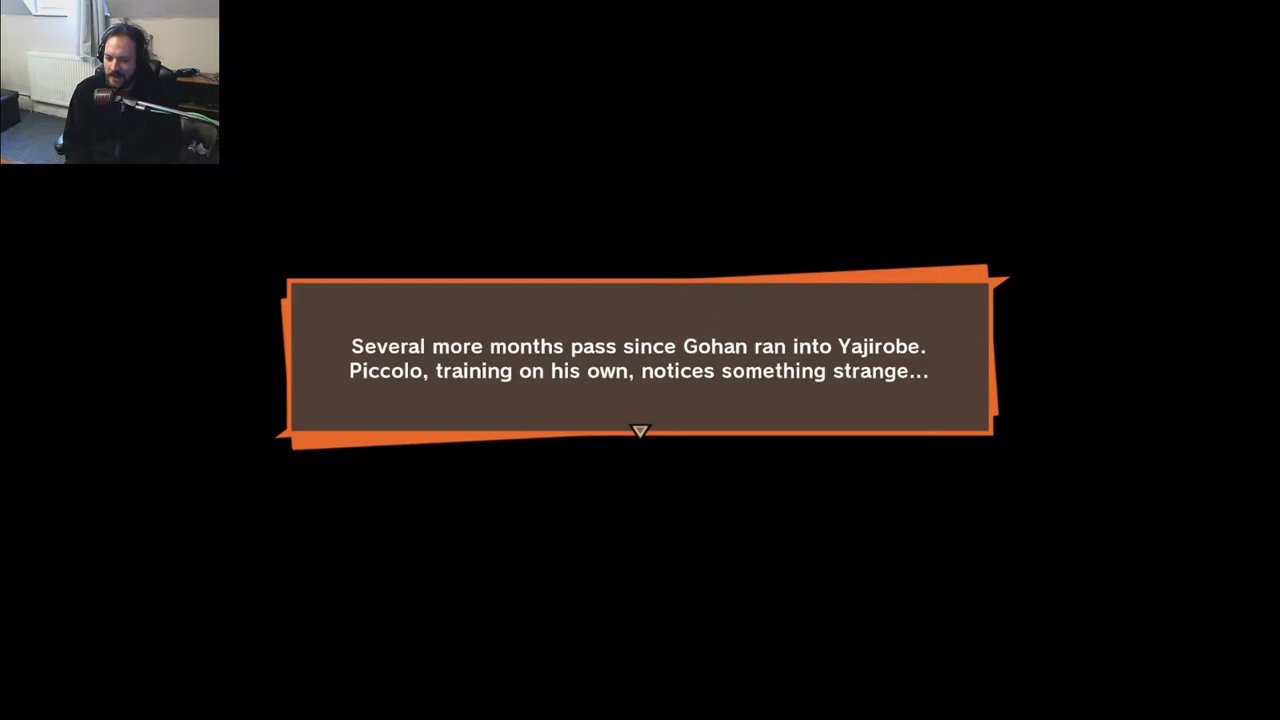 Several more months pass since Gohan ran into Yajirobe.
Piccolo, training on his own, notices something strange...